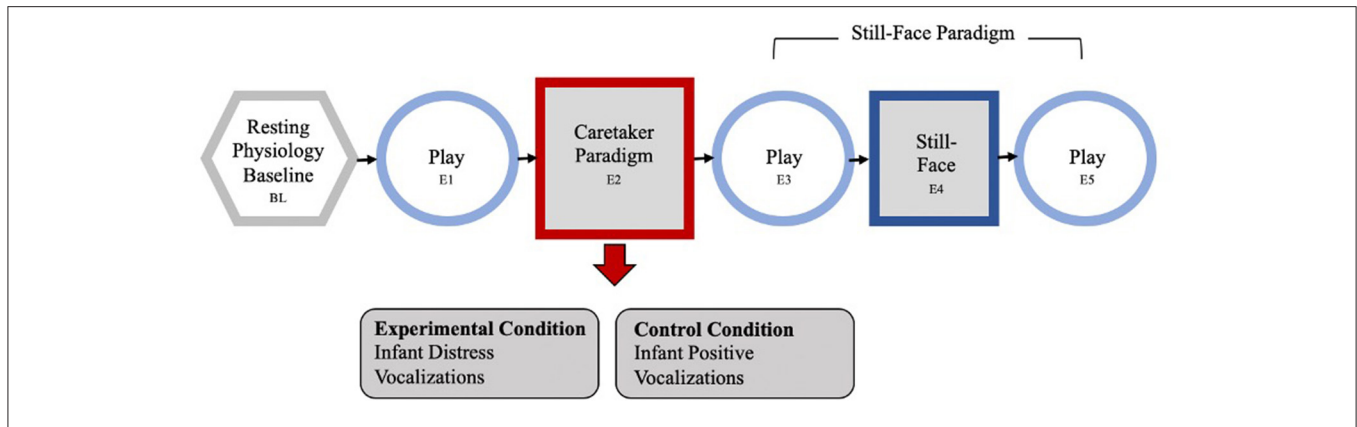 Still-Face Paradigm
Resting
Physiology
Baseline
BL
Play
E1
Caretaker
Paradigm
E2
Play
E3
Still-
Face
E4
Play
E5
Experimental Condition
Infant Distress
Vocalizations
Control Condition
Infant Positive
Vocalizations